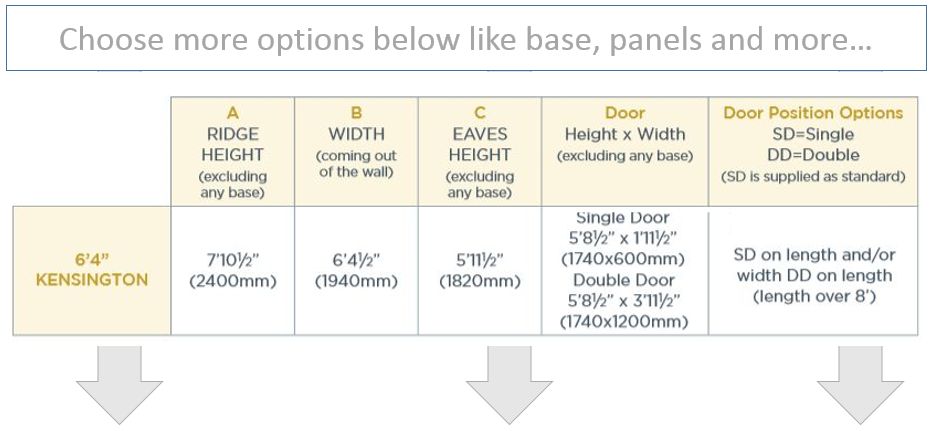 Choose more options below like base, panels and more…
A
RIDGE
HEIGHT
(excluding
any base)
B
WIDTH
(coming out
of the wall)
C
EAVES
HEIGHT
(excluding
any base)
Door
Height x Width
(excluding any base)
Door Position Options
SD=Single
DD=Double
(SD is supplied as standard)
6'4"
KENSINGTON
7'10½"
(2400mm)
6'4½"
(1940mm)
5'11½"
(1820mm)
Single Door
5'8½" x 1'11½"
(1740x600mm)
Double Door
5'8½" x 3'11½"
(1740x1200mm)
SD on length and/or
width DD on length
(length over 8')